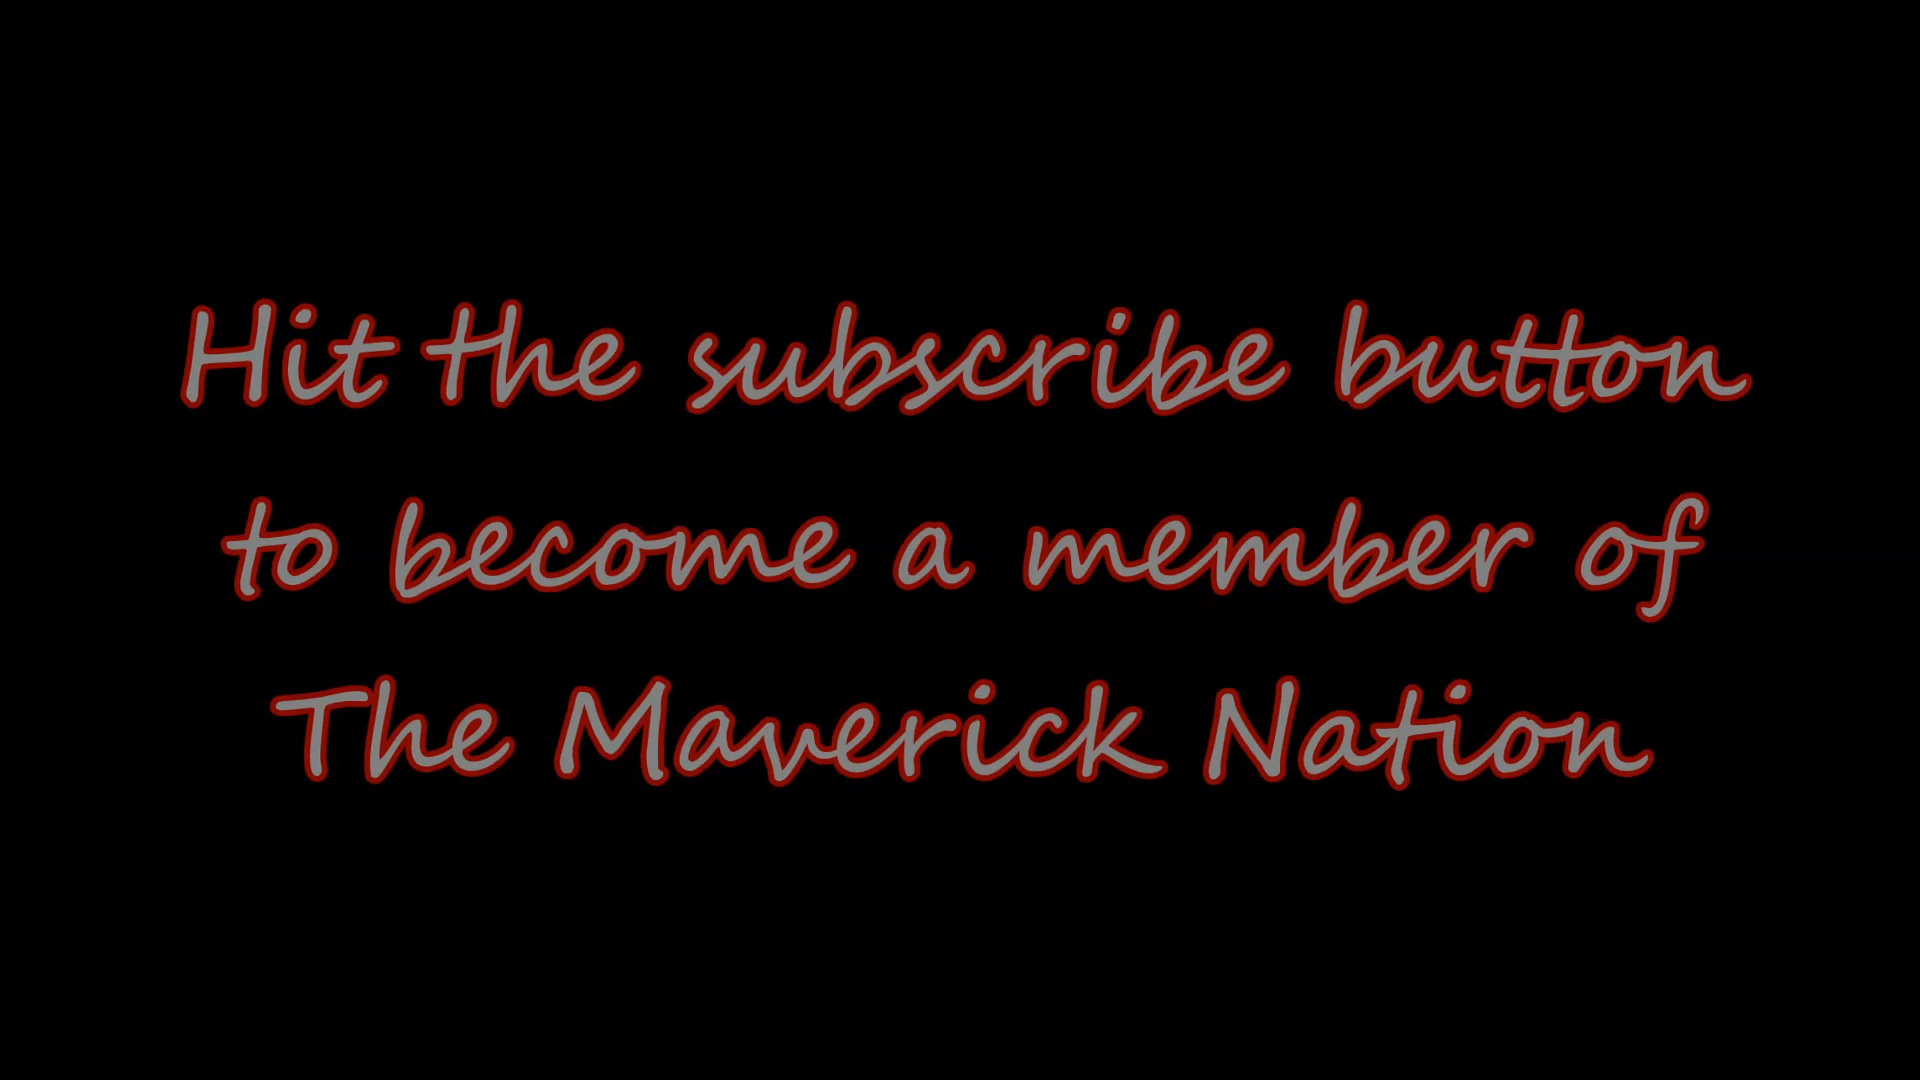 Hit the subscribe button
to become a member of
The Maverick Nation